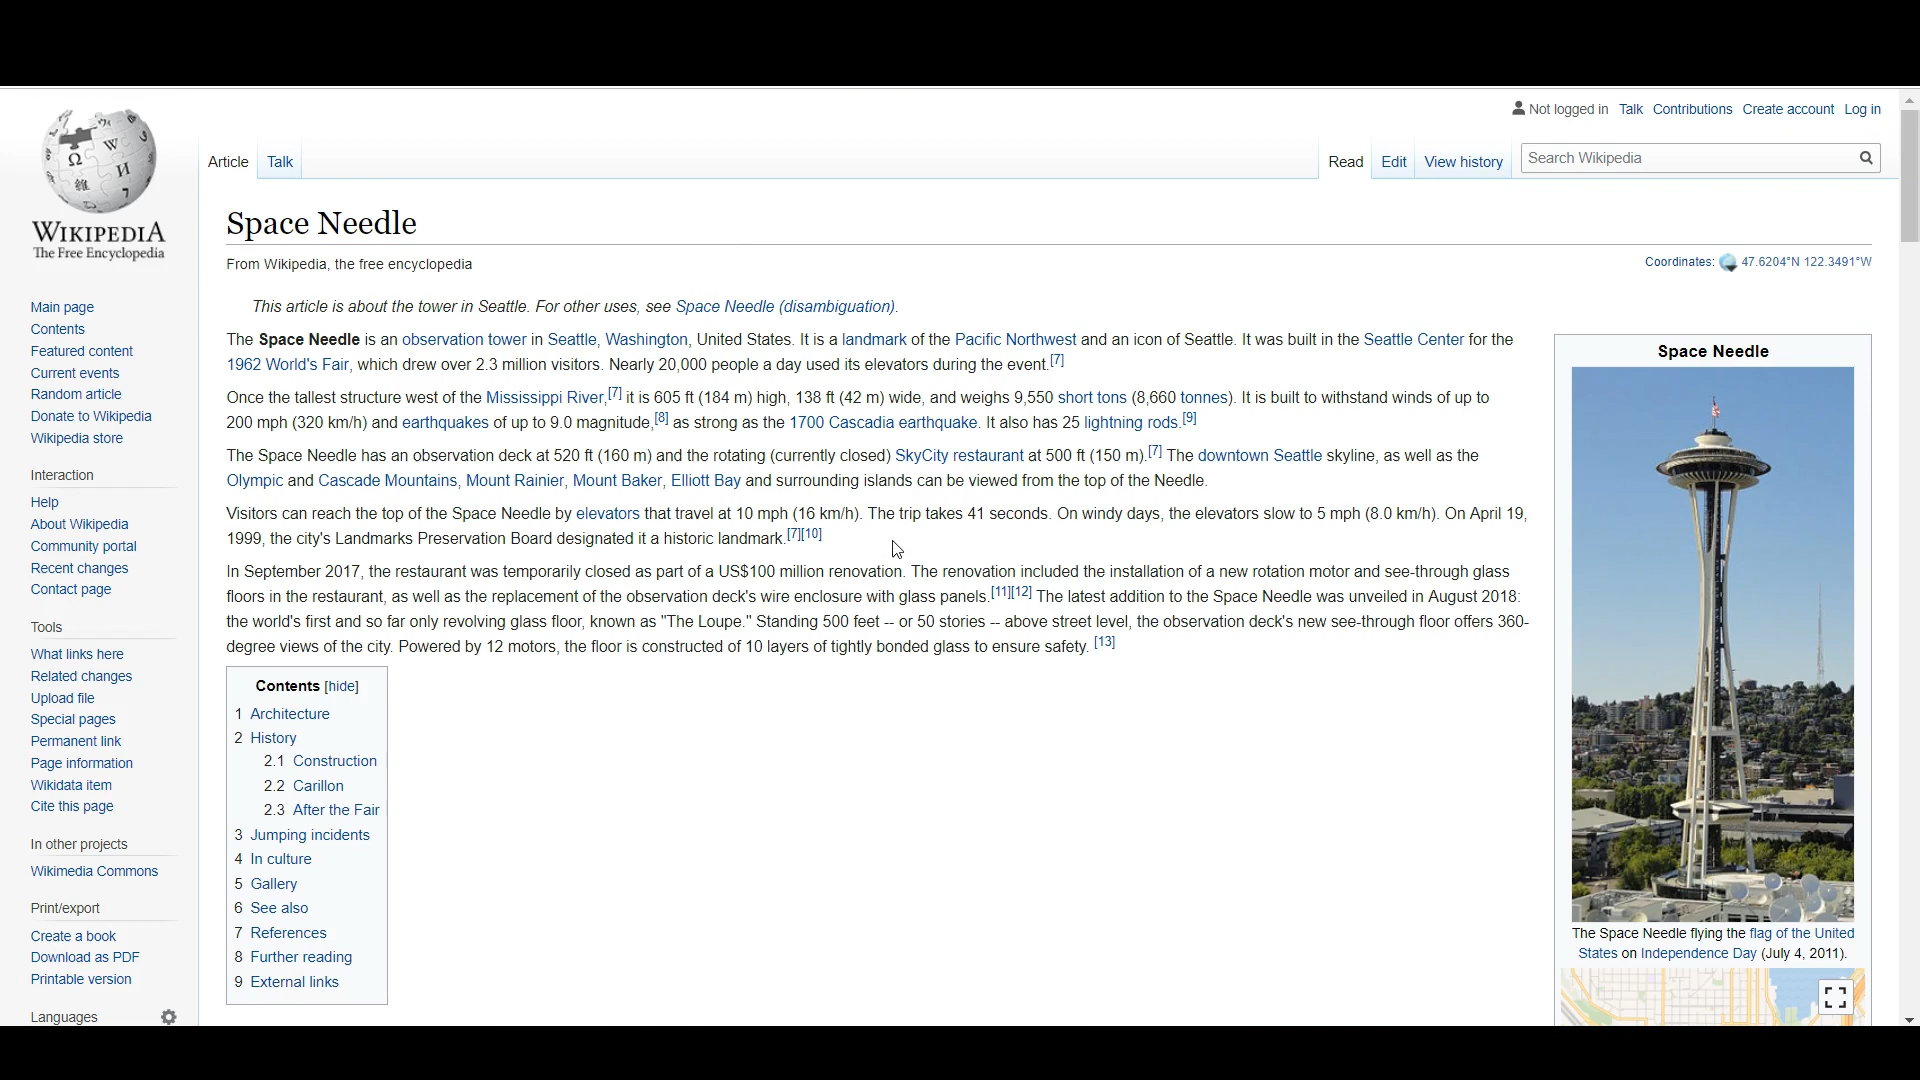 Not logged in Talk Contributions Create account Log in
Article Talk Read Edit View history Search Wikipedia
WIKIPEDIA
The Free Encyclopedia
Main page
Contents
Featured content
Current events
Random article
Donate to Wikipedia
Wikipedia store
Interaction
Help
About Wikipedia
Community portal
Recent changes
Contact page
Tools
What links here
Related changes
Upload file
Special pages
Permanent link
Page information
Wikidata item
Cite this page
In other projects
Wikimedia Commons
Print/export
Create a book
Download as PDF
Printable version
Languages
Space Needle
From Wikipedia, the free encyclopedia
Coordinates: 47.6204°N 122.3491°W
This article is about the tower in Seattle. For other uses, see Space Needle (disambiguation).
The Space Needle is an observation tower in Seattle, Washington, United States. It is a landmark of the Pacific Northwest and an icon of Seattle. It was built in the Seattle Center for the
1962 World's Fair, which drew over 2.3 million visitors. Nearly 20,000 people a day used its elevators during the event.[7]
Once the tallest structure west of the Mississippi River,[7] it is 605 ft (184 m) high, 138 ft (42 m) wide, and weighs 9,550 short tons (8,660 tonnes). It is built to withstand winds of up to
200 mph (320 km/h) and earthquakes of up to 9.0 magnitude,[8] as strong as the 1700 Cascadia earthquake. It also has 25 lightning rods.[9]
The Space Needle has an observation deck at 520 ft (160 m) and the rotating (currently closed) SkyCity restaurant at 500 ft (150 m).[7] The downtown Seattle skyline, as well as the
Olympic and Cascade Mountains, Mount Rainier, Mount Baker, Elliott Bay and surrounding islands can be viewed from the top of the Needle.
Visitors can reach the top of the Space Needle by elevators that travel at 10 mph (16 km/h). The trip takes 41 seconds. On windy days, the elevators slow to 5 mph (8.0 km/h). On April 19,
1999, the city's Landmarks Preservation Board designated it a historic landmark.[7][10]
In September 2017, the restaurant was temporarily closed as part of a US$100 million renovation. The renovation included the installation of a new rotation motor and see-through glass
floors in the restaurant, as well as the replacement of the observation deck's wire enclosure with glass panels.[11][12] The latest addition to the Space Needle was unveiled in August 2018:
the world's first and so far only revolving glass floor, known as "The Loupe." Standing 500 feet -- or 50 stories -- above street level, the observation deck's new see-through floor offers 360-
degree views of the city. Powered by 12 motors, the floor is constructed of 10 layers of tightly bonded glass to ensure safety. [13]
Contents [hide]
1 Architecture
2 History
2.1 Construction
2.2 Carillon
2.3 After the Fair
3 Jumping incidents
4 In culture
5 Gallery
6 See also
7 References
8 Further reading
9 External links
Space Needle
The Space Needle flying the flag of the United
States on Independence Day (July 4, 2011).